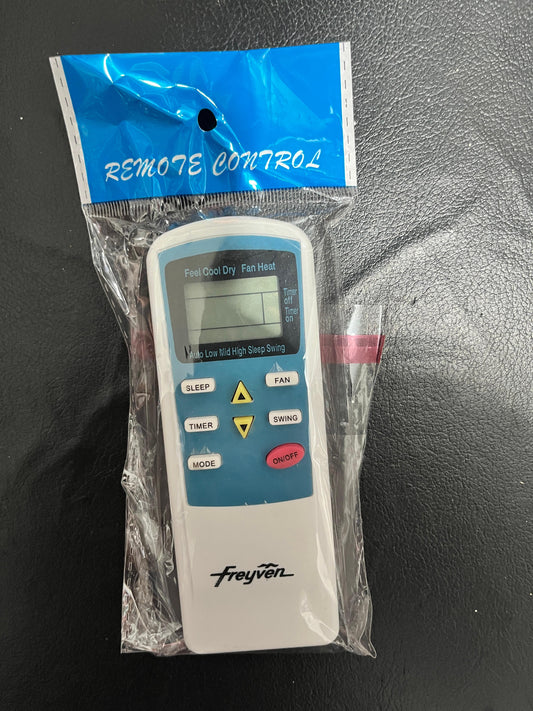 REMOTE CONTROL
Feel Cool Dry Fan Heat
Timer
off
Timer
on
Auto Low Mid High Sleep Swing
SLEEP
FAN
TIMER
SWING
MODE
ON/OFF
freyven